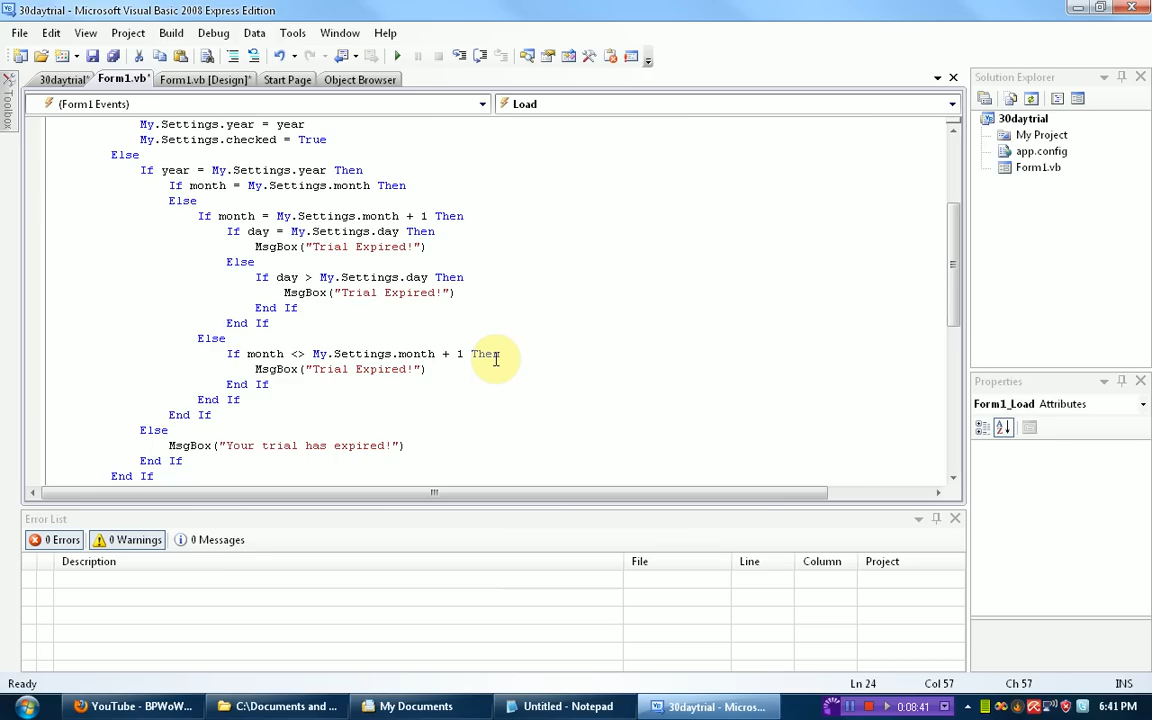 30daytrial - Microsoft Visual Basic 2008 Express Edition
File Edit View Project Build Debug Data Tools Window Help
30daytrial* Form1.vb* Form1.vb [Design]* Start Page Object Browser
(Form1 Events) Load
My.Settings.year = year
My.Settings.checked = True
Else
If year = My.Settings.year Then
If month = My.Settings.month Then
Else
If month = My.Settings.month + 1 Then
If day = My.Settings.day Then
MsgBox("Trial Expired!")
Else
If day > My.Settings.day Then
MsgBox("Trial Expired!")
End If
End If
Else
If month <> My.Settings.month + 1 Then
MsgBox("Trial Expired!")
End If
End If
End If
Else
MsgBox("Your trial has expired!")
End If
End If
Toolbox
Solution Explorer
30daytrial
My Project
app.config
Form1.vb
Properties
Form1_Load Attributes
Error List
0 Errors 0 Warnings 0 Messages
Description File Line Column Project
Ready Ln 24 Col 57 Ch 57 INS
YouTube - BPWoW... C:\Documents and ... My Documents Untitled - Notepad 30daytrial - Micros... 0:08:41 6:41 PM